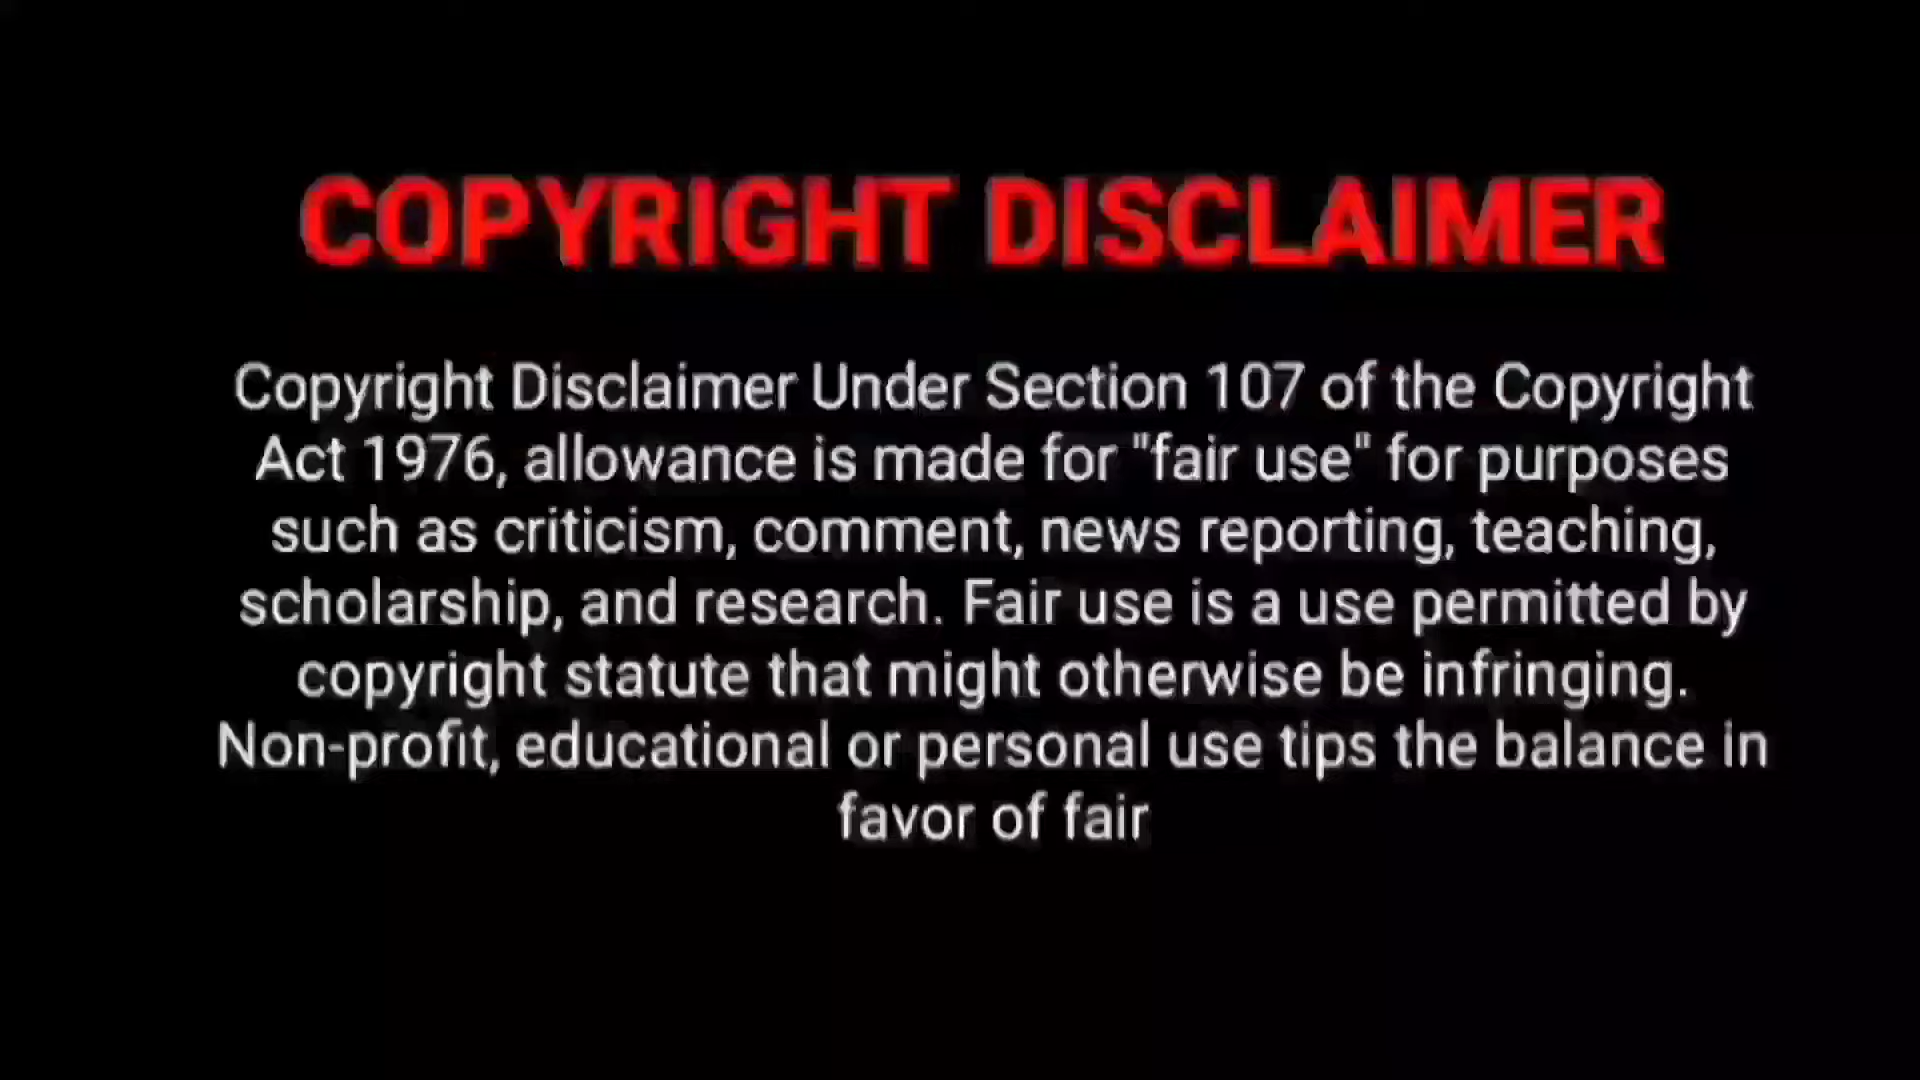 COPYRIGHT DISCLAIMER
Copyright Disclaimer Under Section 107 of the Copyright
Act 1976, allowance is made for "fair use" for purposes
such as criticism, comment, news reporting, teaching,
scholarship, and research. Fair use is a use permitted by
copyright statute that might otherwise be infringing.
Non-profit, educational or personal use tips the balance in
favor of fair